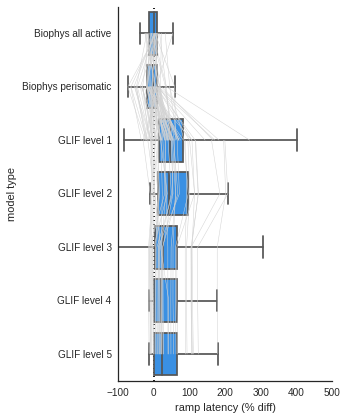 Biophys all active
Biophys perisomatic
GLIF level 1
GLIF level 2
GLIF level 3
GLIF level 4
GLIF level 5
model type
−100 0 100 200 300 400 500
ramp latency (% diff)